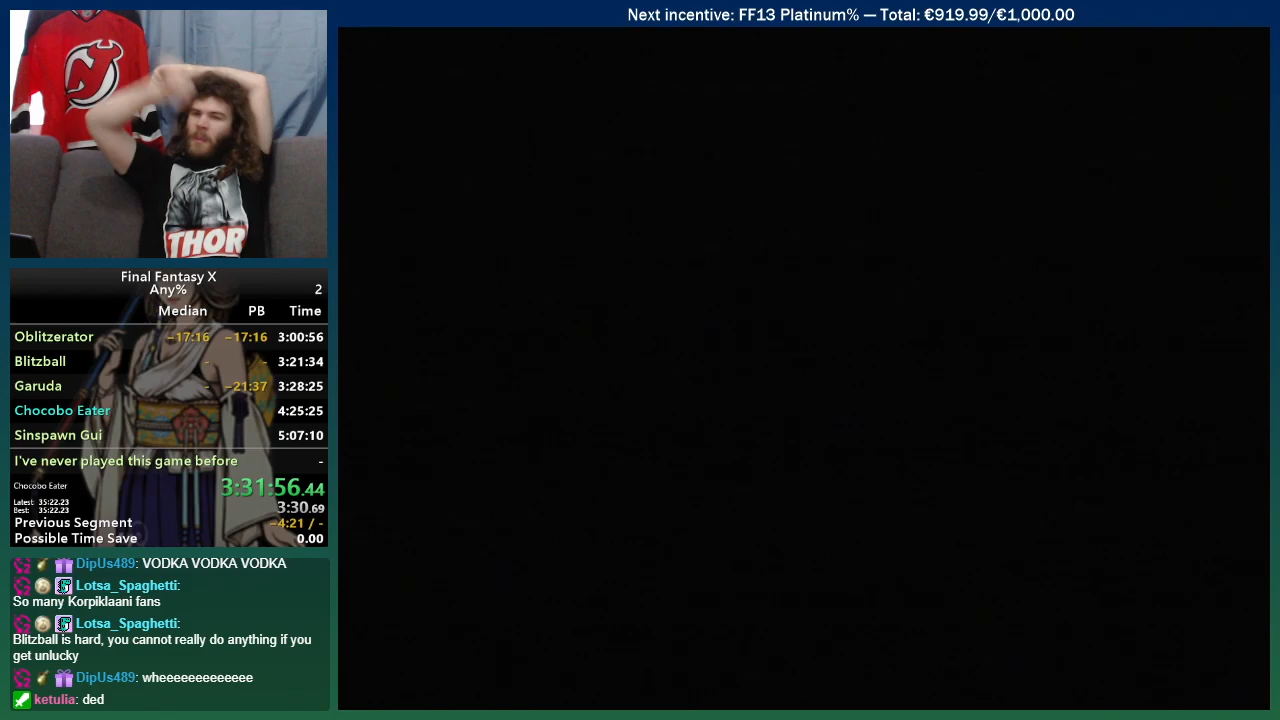 Next incentive: FF13 Platinum% — Total: €919.99/€1,000.00
THOR
Final Fantasy X
Any% 2
Median PB Time
Oblitzerator −17:16 −17:16 3:00:56
Blitzball - - 3:21:34
Garuda - −21:37 3:28:25
Chocobo Eater 4:25:25
Sinspawn Gui 5:07:10
I've never played this game before -
Chocobo Eater 3:31:56.44
Latest: 35:22.23
Best: 35:22.23 3:30.69
Previous Segment −4:21 / -
Possible Time Save 0.00
DipUs489: VODKA VODKA VODKA
Lotsa_Spaghetti:
So many Korpiklaani fans
Lotsa_Spaghetti:
Blitzball is hard, you cannot really do anything if you
get unlucky
DipUs489: wheeeeeeeeeeeee
ketulia: ded